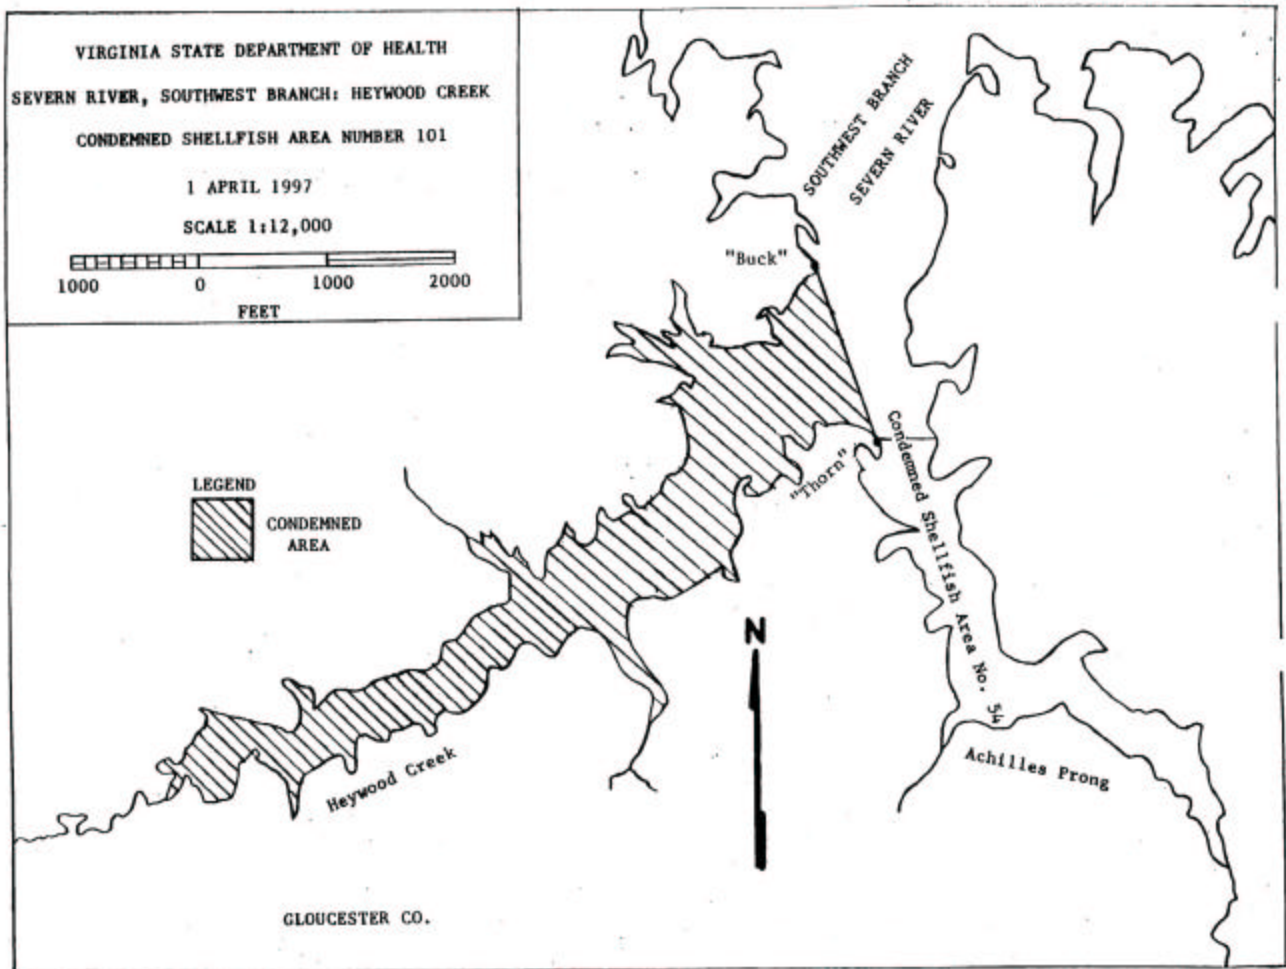 VIRGINIA STATE DEPARTMENT OF HEALTH
SEVERN RIVER, SOUTHWEST BRANCH: HEYWOOD CREEK
CONDEMNED SHELLFISH AREA NUMBER 101
1 APRIL 1997
SCALE 1:12,000
1000 0 1000 2000
FEET
SOUTHWEST BRANCH
SEVERN RIVER
"Buck"
"Thorn"
Condemned Shellfish Area No. 54
LEGEND
CONDEMNED
AREA
N
Achilles Prong
Heywood Creek
GLOUCESTER CO.